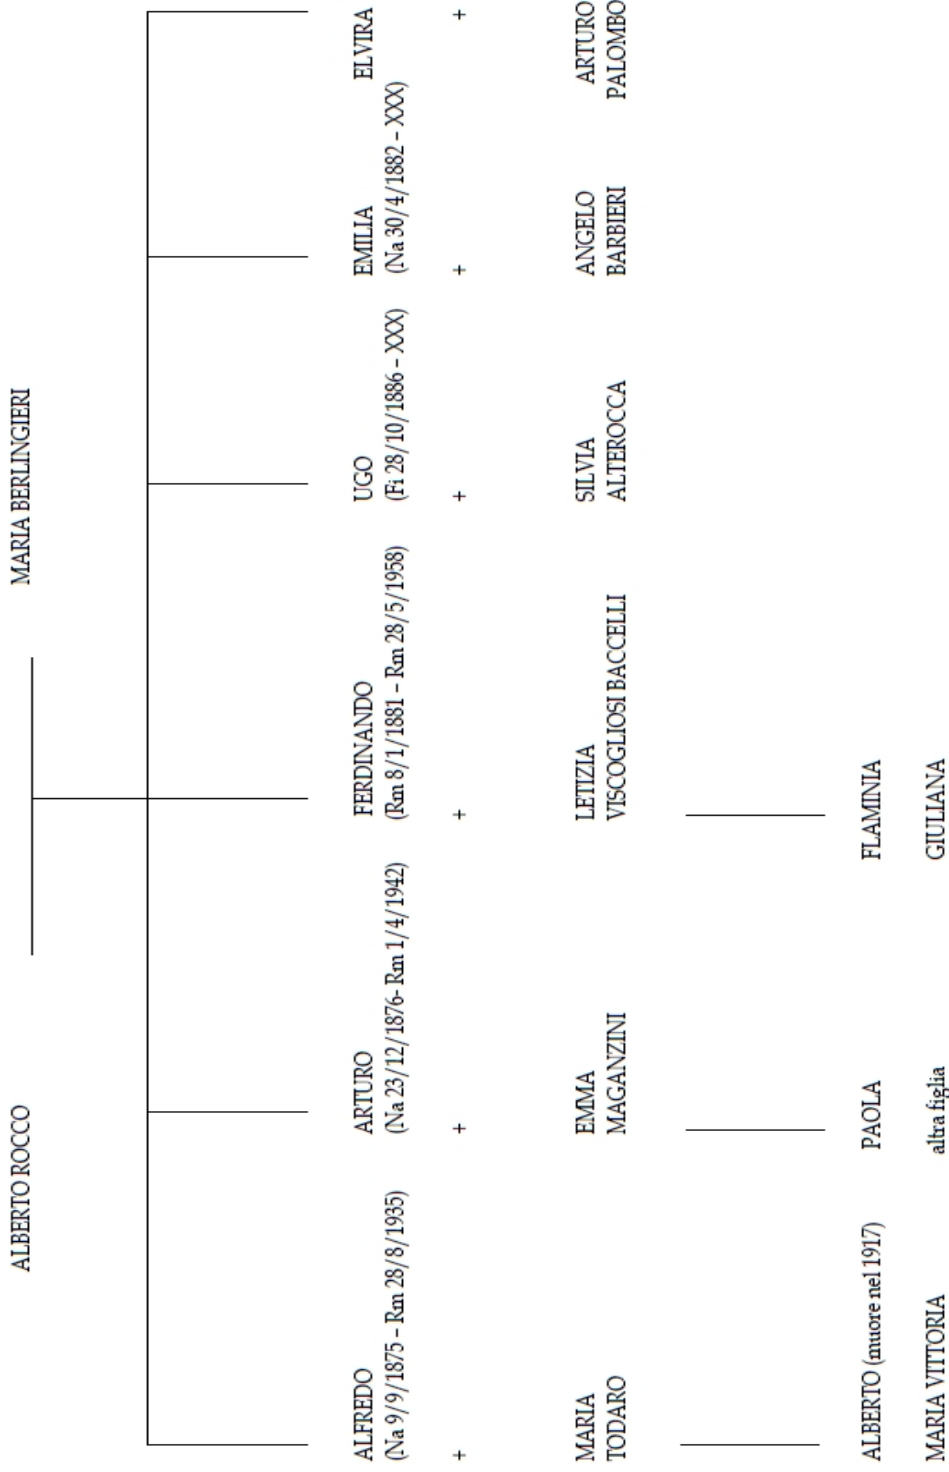 ALBERTO ROCCO
MARIA BERLINGIERI
ALFREDO
(Na 9/9/1875 – Rm 28/8/1935)
ARTURO
(Na 23/12/1876- Rm 1/4/1942)
FERDINANDO
(Rm 8/1/1881 – Rm 28/5/1958)
UGO
(Fi 28/10/1886 – XXX)
EMILIA
(Na 30/4/1882 – XXX)
ELVIRA
+
+
+
+
+
+
MARIA
TODARO
EMMA
MAGANZINI
LETIZIA
VISCOGLIOSI BACCELLI
SILVIA
ALTEROCCA
ANGELO
BARBIERI
ARTURO
PALOMBO
ALBERTO (muore nel 1917)
MARIA VITTORIA
PAOLA
altra figlia
FLAMINIA
GIULIANA